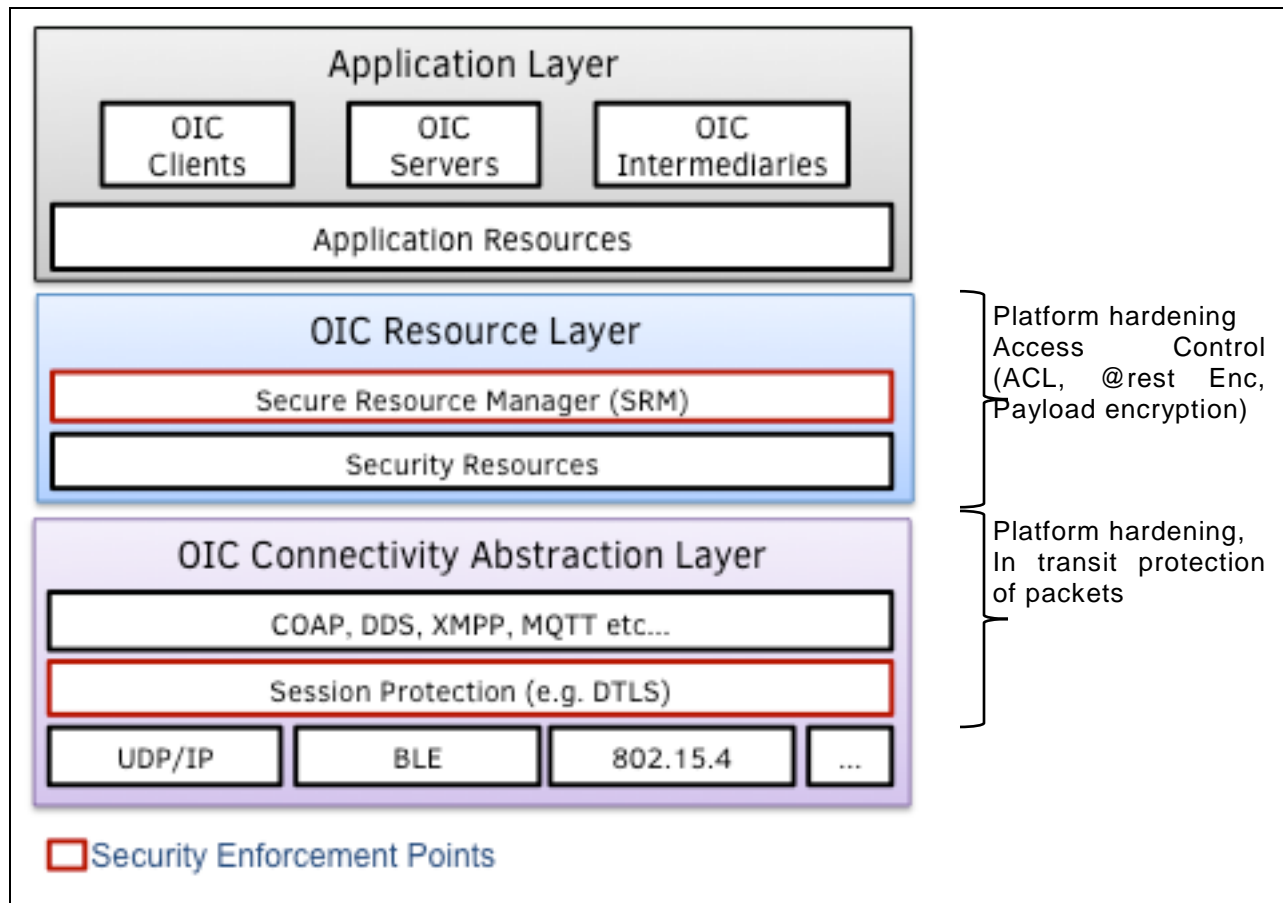 Application Layer
OIC
Clients
OIC
Servers
OIC
Intermediaries
Application Resources
OIC Resource Layer
Secure Resource Manager (SRM)
Security Resources
Platform hardening
Access Control
(ACL, @rest Enc,
Payload encryption)
OIC Connectivity Abstraction Layer
COAP, DDS, XMPP, MQTT etc...
Session Protection (e.g. DTLS)
UDP/IP
BLE
802.15.4
...
Platform hardening,
In transit protection
of packets
Security Enforcement Points